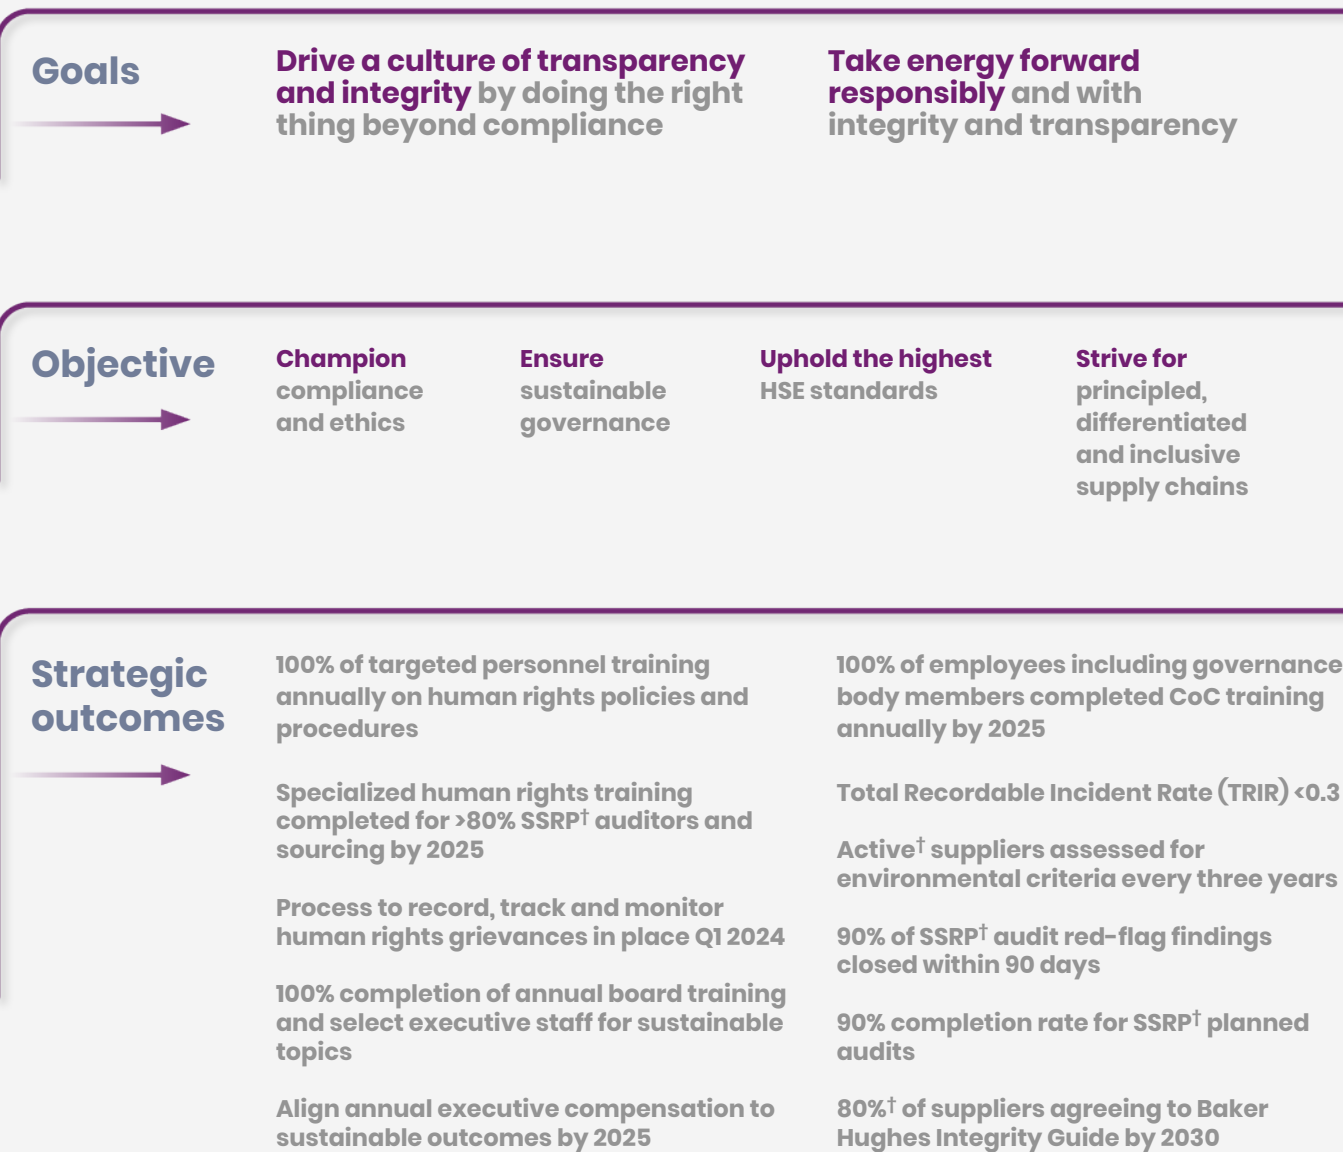 Goals
Drive a culture of transparency
and integrity by doing the right
thing beyond compliance
Take energy forward
responsibly and with
integrity and transparency
Objective
Champion
compliance
and ethics
Ensure
sustainable
governance
Uphold the highest
HSE standards
Strive for
principled,
differentiated
and inclusive
supply chains
Strategic
outcomes
100% of targeted personnel training
annually on human rights policies and
procedures
Specialized human rights training
completed for >80% SSRP† auditors and
sourcing by 2025
Process to record, track and monitor
human rights grievances in place Q1 2024
100% completion of annual board training
and select executive staff for sustainable
topics
Align annual executive compensation to
sustainable outcomes by 2025
100% of employees including governance
body members completed CoC training
annually by 2025
Total Recordable Incident Rate (TRIR) <0.3
Active† suppliers assessed for
environmental criteria every three years
90% of SSRP† audit red-flag findings
closed within 90 days
90% completion rate for SSRP† planned
audits
80%† of suppliers agreeing to Baker
Hughes Integrity Guide by 2030